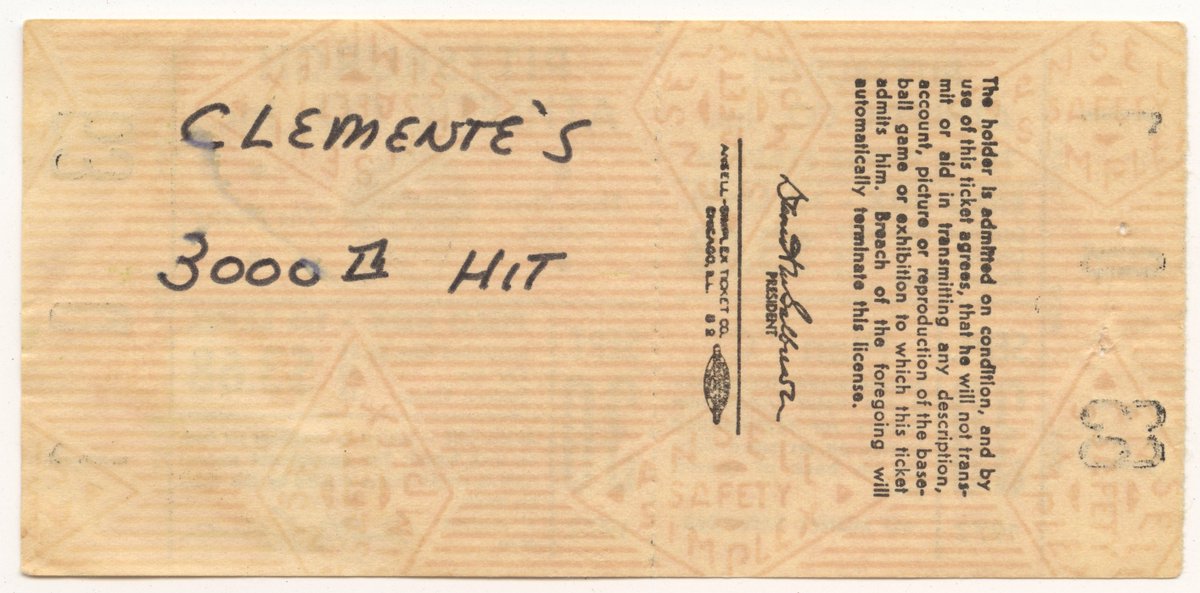 CLEMENTE'S
3000 TH HIT
The holder is admitted on condition, and by
use of this ticket agrees, that he will not trans-
mit or aid in transmitting any description,
account, picture or reproduction of the base-
ball game or exhibition to which this ticket
admits him. Breach of the foregoing will
automatically terminate this license.
PRESIDENT
ANSELL-SIMPLEX TICKET CO.
CHICAGO, ILL. 82
SAFETY
SIMPLEX